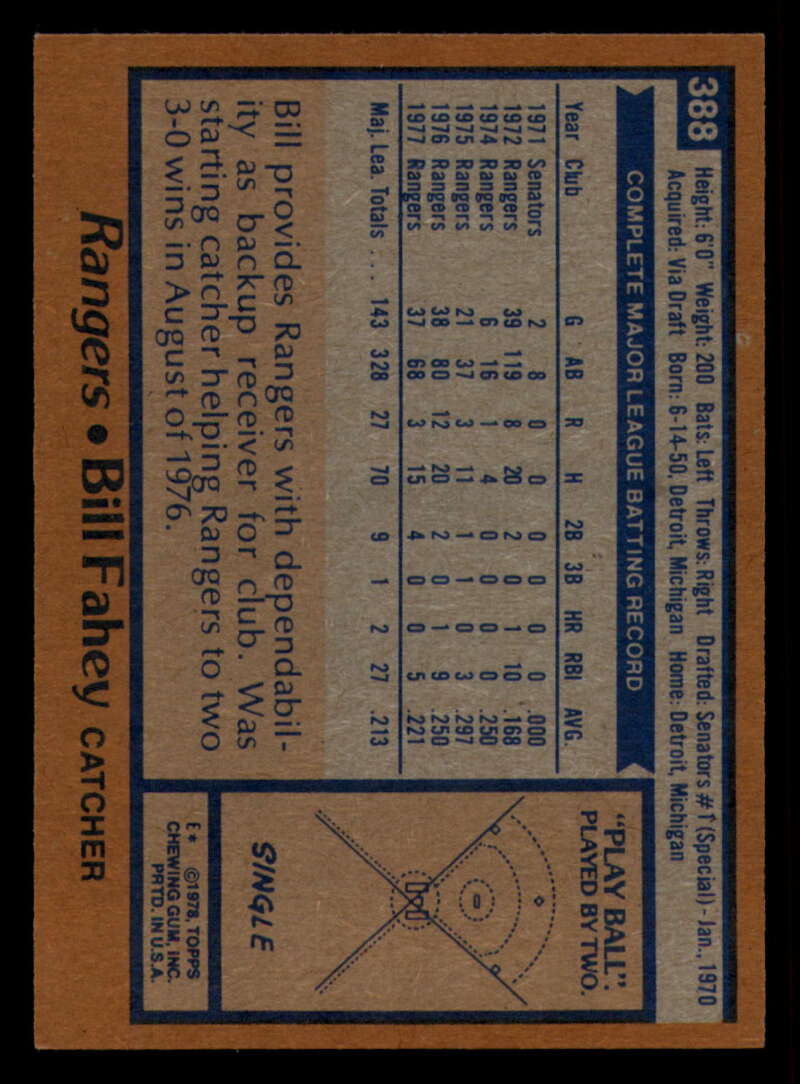 388
Height: 6'0" Weight: 200 Bats: Left Throws: Right Drafted: Senators #1 (Special)-Jan., 1970
Acquired: Via Draft Born: 6-14-50, Detroit, Michigan Home: Detroit, Michigan
COMPLETE MAJOR LEAGUE BATTING RECORD
Year Club G AB R H 2B 3B HR RBI AVG.
1971 Senators 2 8 0 0 0 0 0 0 .000
1972 Rangers 39 119 8 20 2 0 1 10 .168
1974 Rangers 6 16 1 4 0 0 0 0 .250
1975 Rangers 21 37 3 11 1 1 0 3 .297
1976 Rangers 38 80 12 20 2 0 1 9 .250
1977 Rangers 37 68 3 15 4 0 0 5 .221
Maj. Lea. Totals ... 143 328 27 70 9 1 2 27 .213
Bill provides Rangers with dependabil-
ity as backup receiver for club. Was
starting catcher helping Rangers to two
3-0 wins in August of 1976.
"PLAY BALL".
PLAYED BY TWO.
SINGLE
E* ©1978, TOPPS
CHEWING GUM, INC.
PRTD. IN U.S.A.
Rangers • Bill Fahey CATCHER